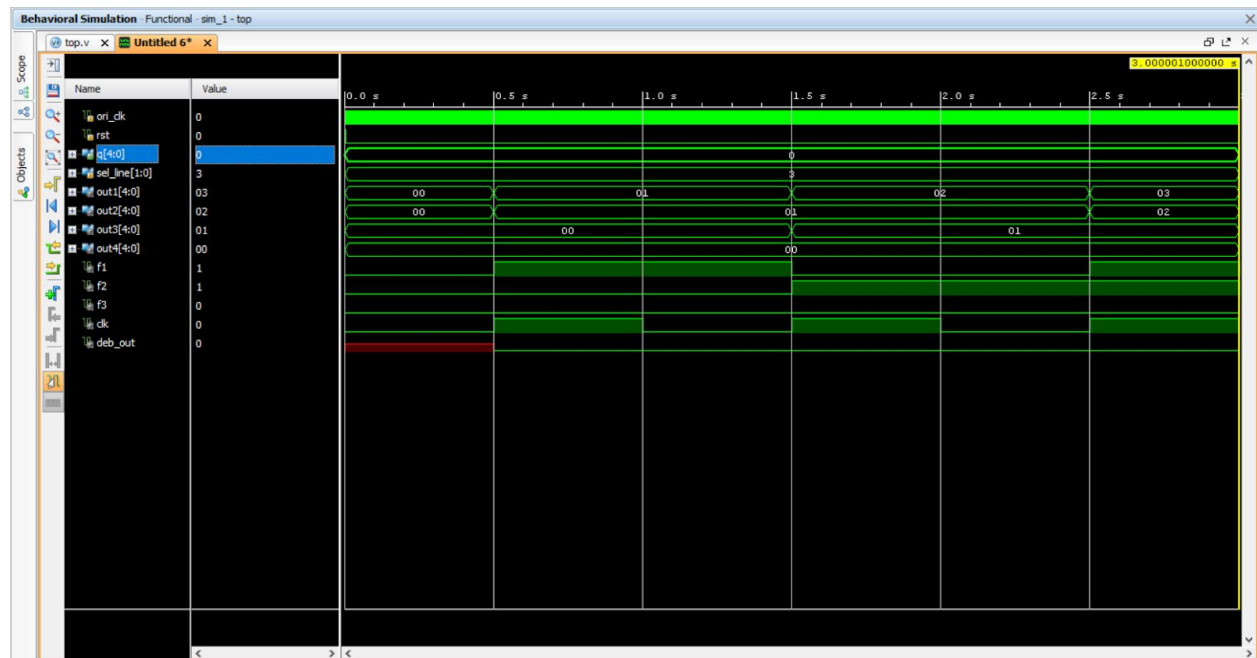 Behavioral Simulation - Functional - sim_1 - top
top.v
Untitled 6*
Scope
Objects
3.000001000000 s
Name Value
0.0 s 0.5 s 1.0 s 1.5 s 2.0 s 2.5 s
ori_clk 0
rst 0
q[4:0] 0 0
sel_line[1:0] 3 3
out1[4:0] 03 00 01 02 03
out2[4:0] 02 00 01 02
out3[4:0] 01 00 01
out4[4:0] 00 00
f1 1
f2 1
f3 0
clk 0
deb_out 0